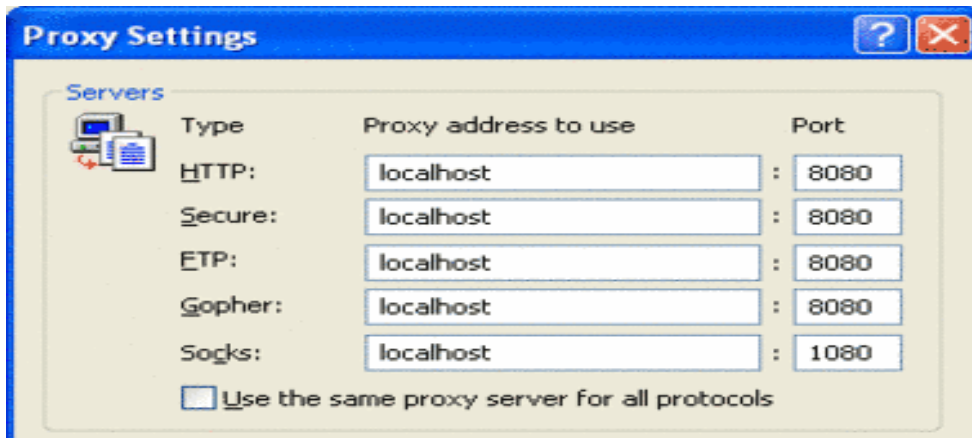 Proxy Settings
Servers
Type Proxy address to use Port
HTTP: localhost : 8080
Secure: localhost : 8080
FTP: localhost : 8080
Gopher: localhost : 8080
Socks: localhost : 1080
Use the same proxy server for all protocols